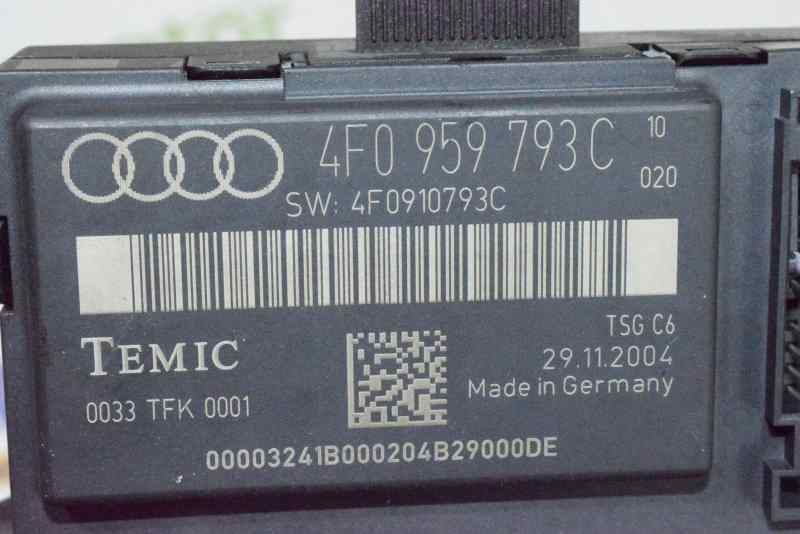 4F0 959 793C 10
020
SW: 4F0910793C
TEMIC
TSG C6
29.11.2004
0033 TFK 0001
Made in Germany
00003241B000204B29000DE